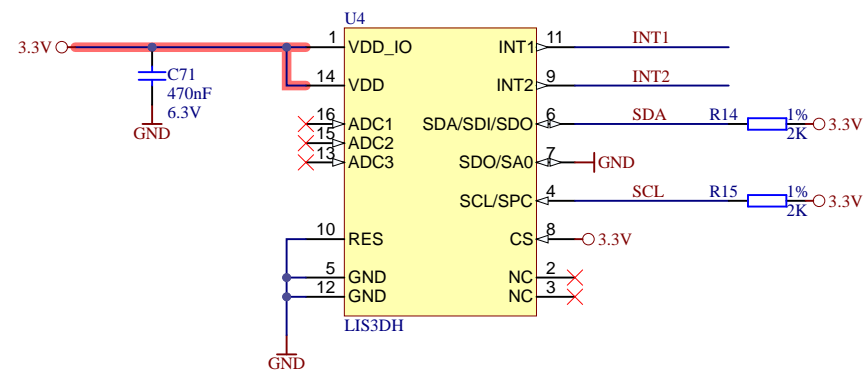 U4
3.3V
1
VDD_IO
INT1
11
INT1
C71
470nF
6.3V
GND
14
VDD
INT2
9
INT2
16
ADC1
SDA/SDI/SDO
6
SDA
R14
1%
2K
3.3V
15
ADC2
13
ADC3
SDO/SA0
7
GND
SCL/SPC
4
SCL
R15
1%
2K
3.3V
10
RES
CS
8
3.3V
5
GND
NC
2
12
GND
NC
3
LIS3DH
GND